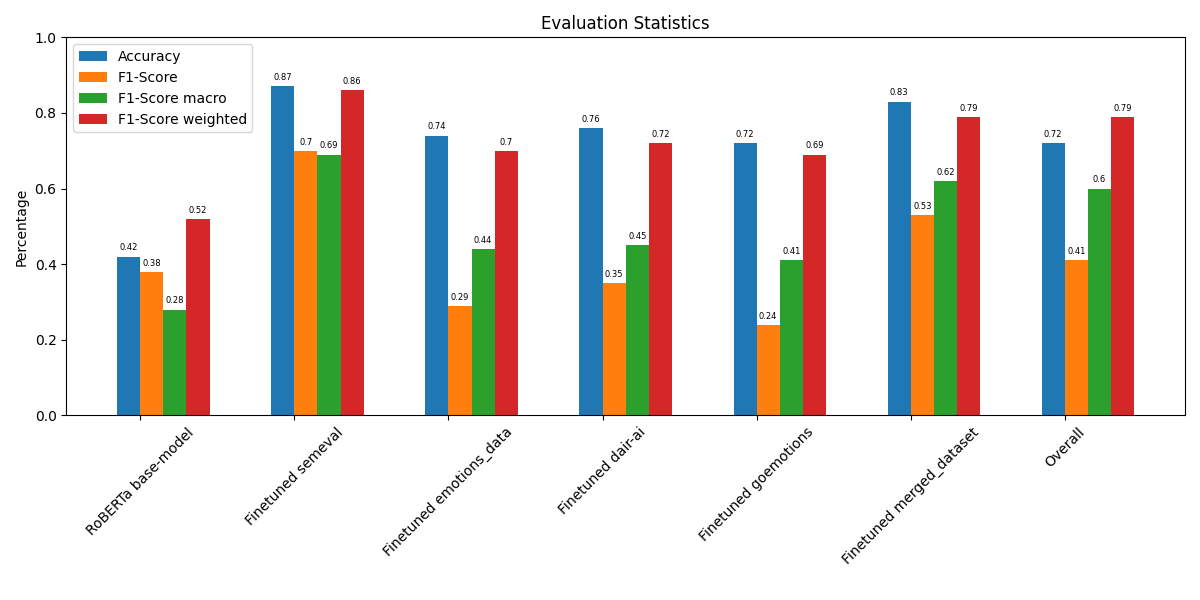 Evaluation Statistics
Accuracy
F1-Score
F1-Score macro
F1-Score weighted
Percentage
1.0
0.8
0.6
0.4
0.2
0.0
0.42
0.38
0.28
0.52
0.87
0.7
0.69
0.86
0.74
0.29
0.44
0.7
0.76
0.35
0.45
0.72
0.72
0.24
0.41
0.69
0.83
0.53
0.62
0.79
0.72
0.41
0.6
0.79
RoBERTa base-model
Finetuned semeval
Finetuned emotions_data
Finetuned dair-ai
Finetuned goemotions
Finetuned merged_dataset
Overall